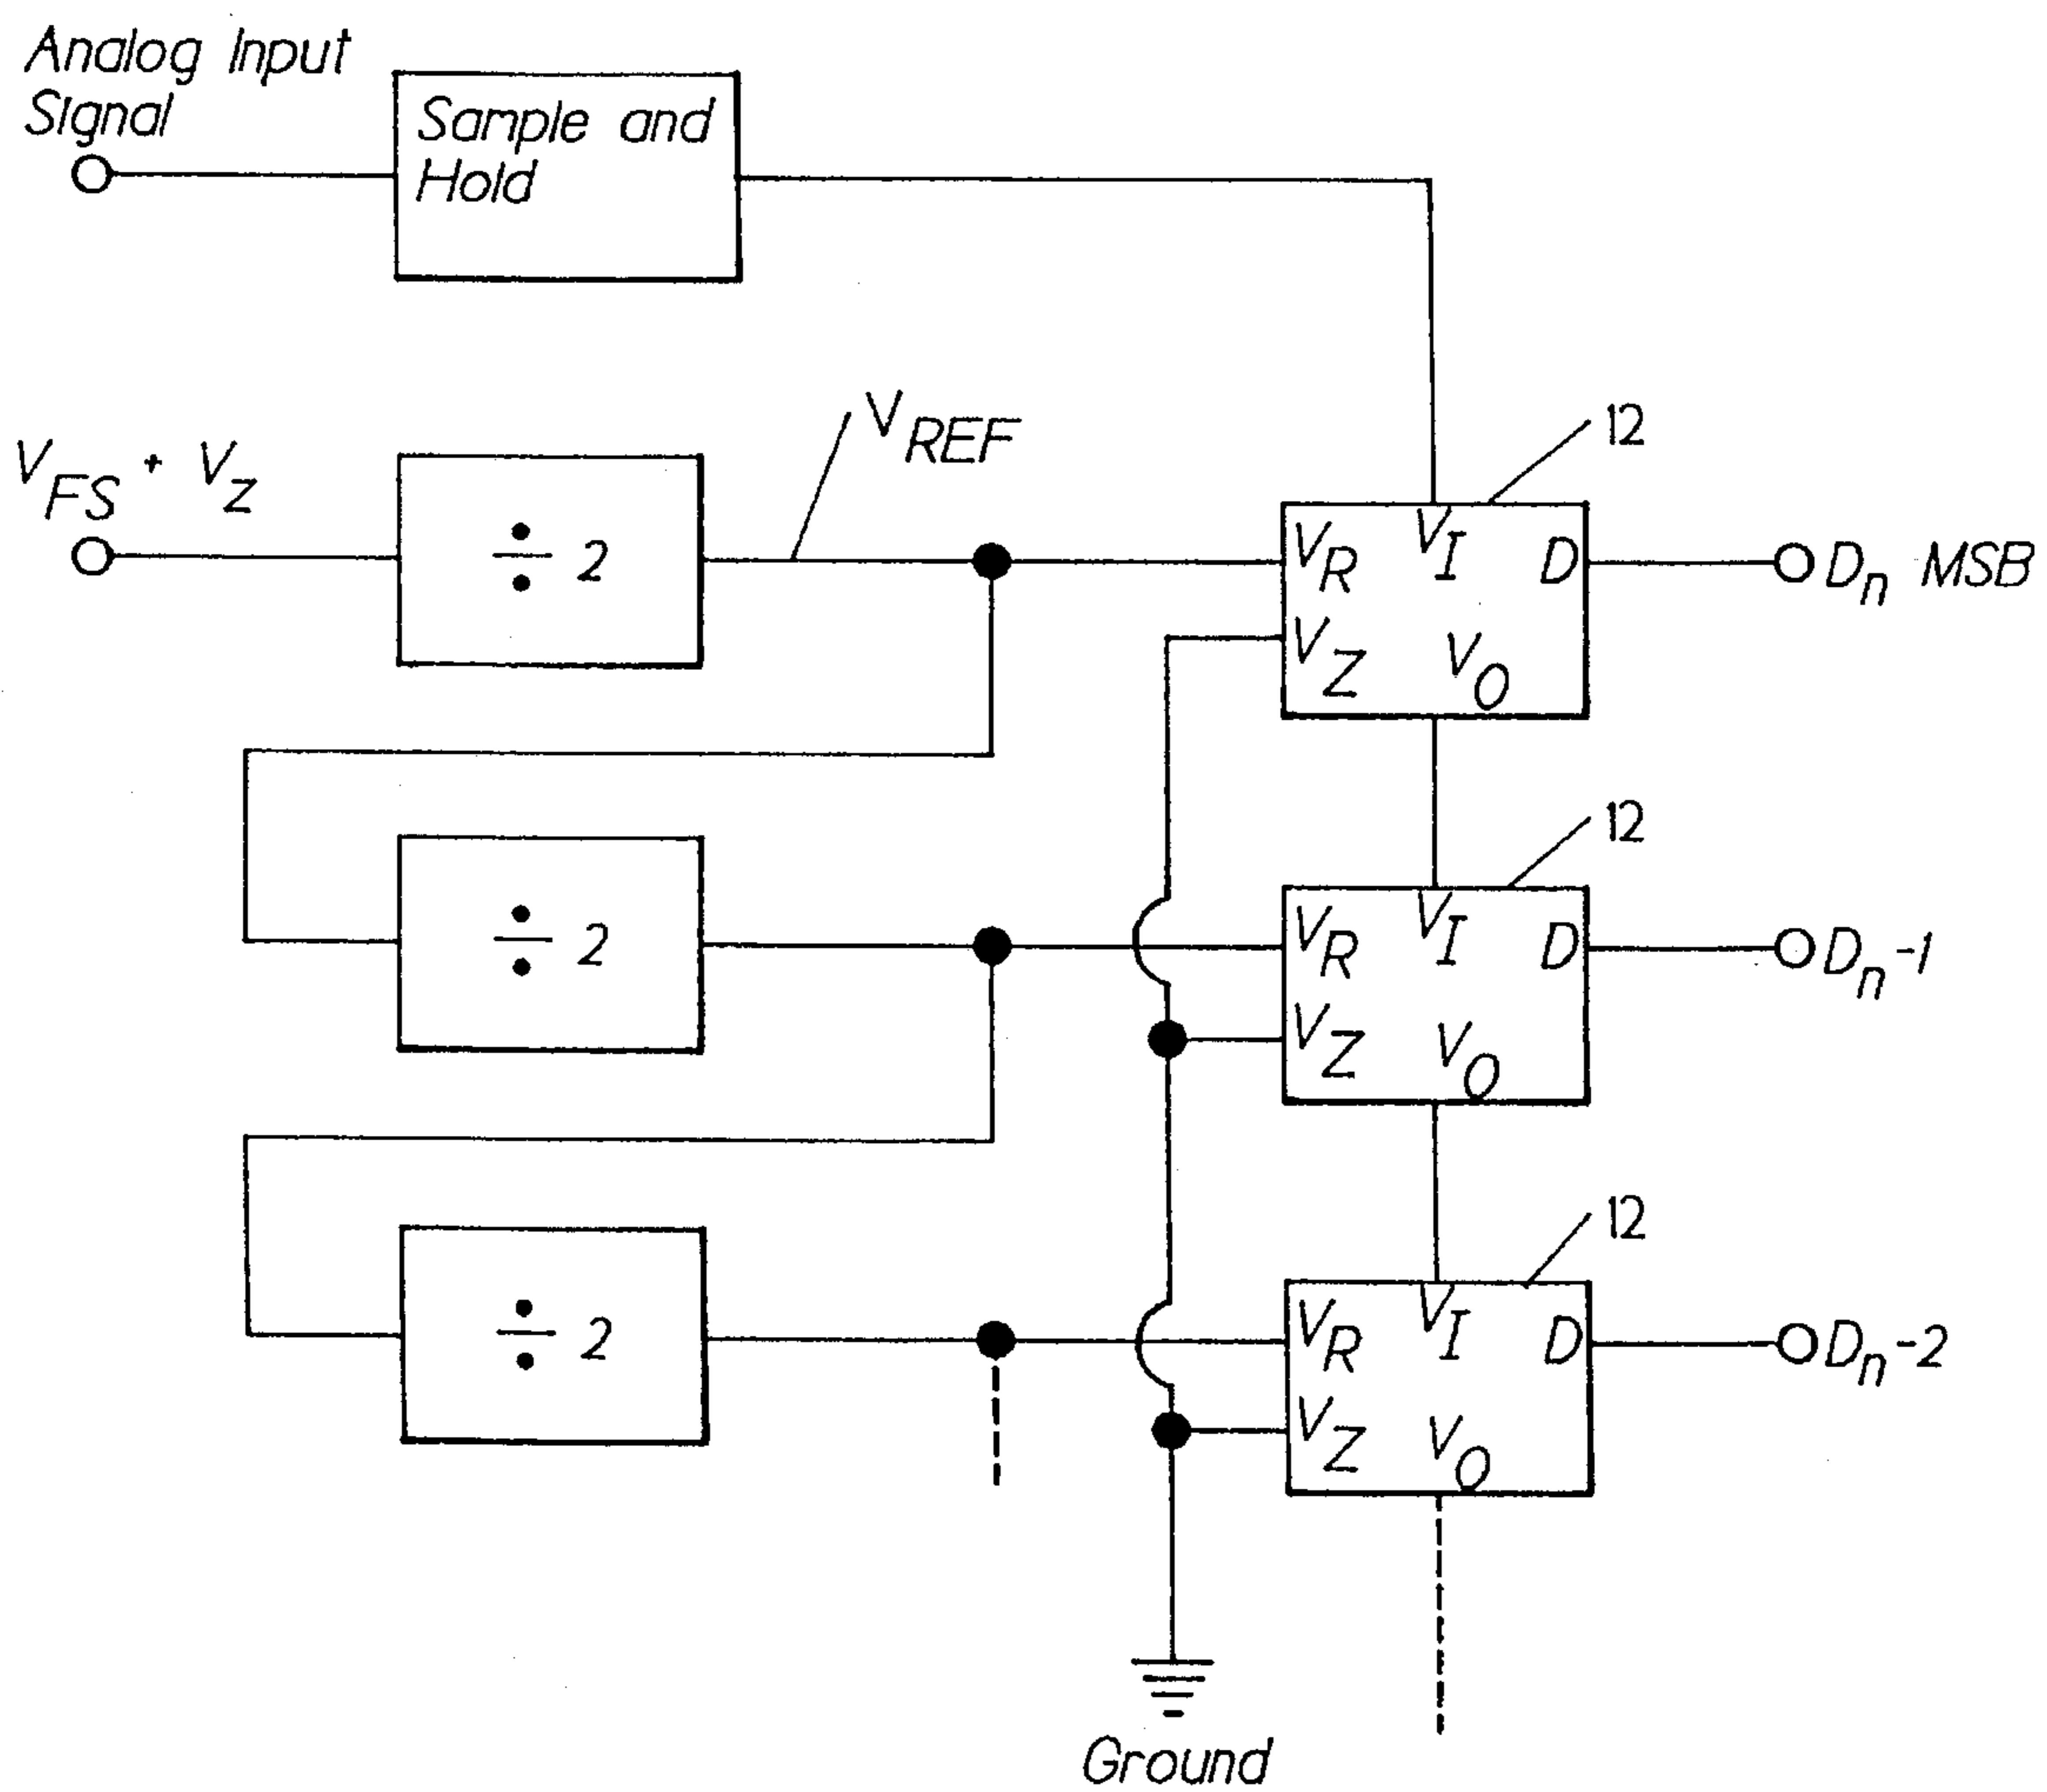 Analog Input
Signal
Sample and
Hold
V_FS + V_Z
÷ 2
V_REF
12
V_R
V_I
D
V_Z
V_O
D_n MSB
÷ 2
12
V_R
V_I
D
V_Z
V_O
D_n-1
÷ 2
12
V_R
V_I
D
V_Z
V_O
D_n-2
Ground